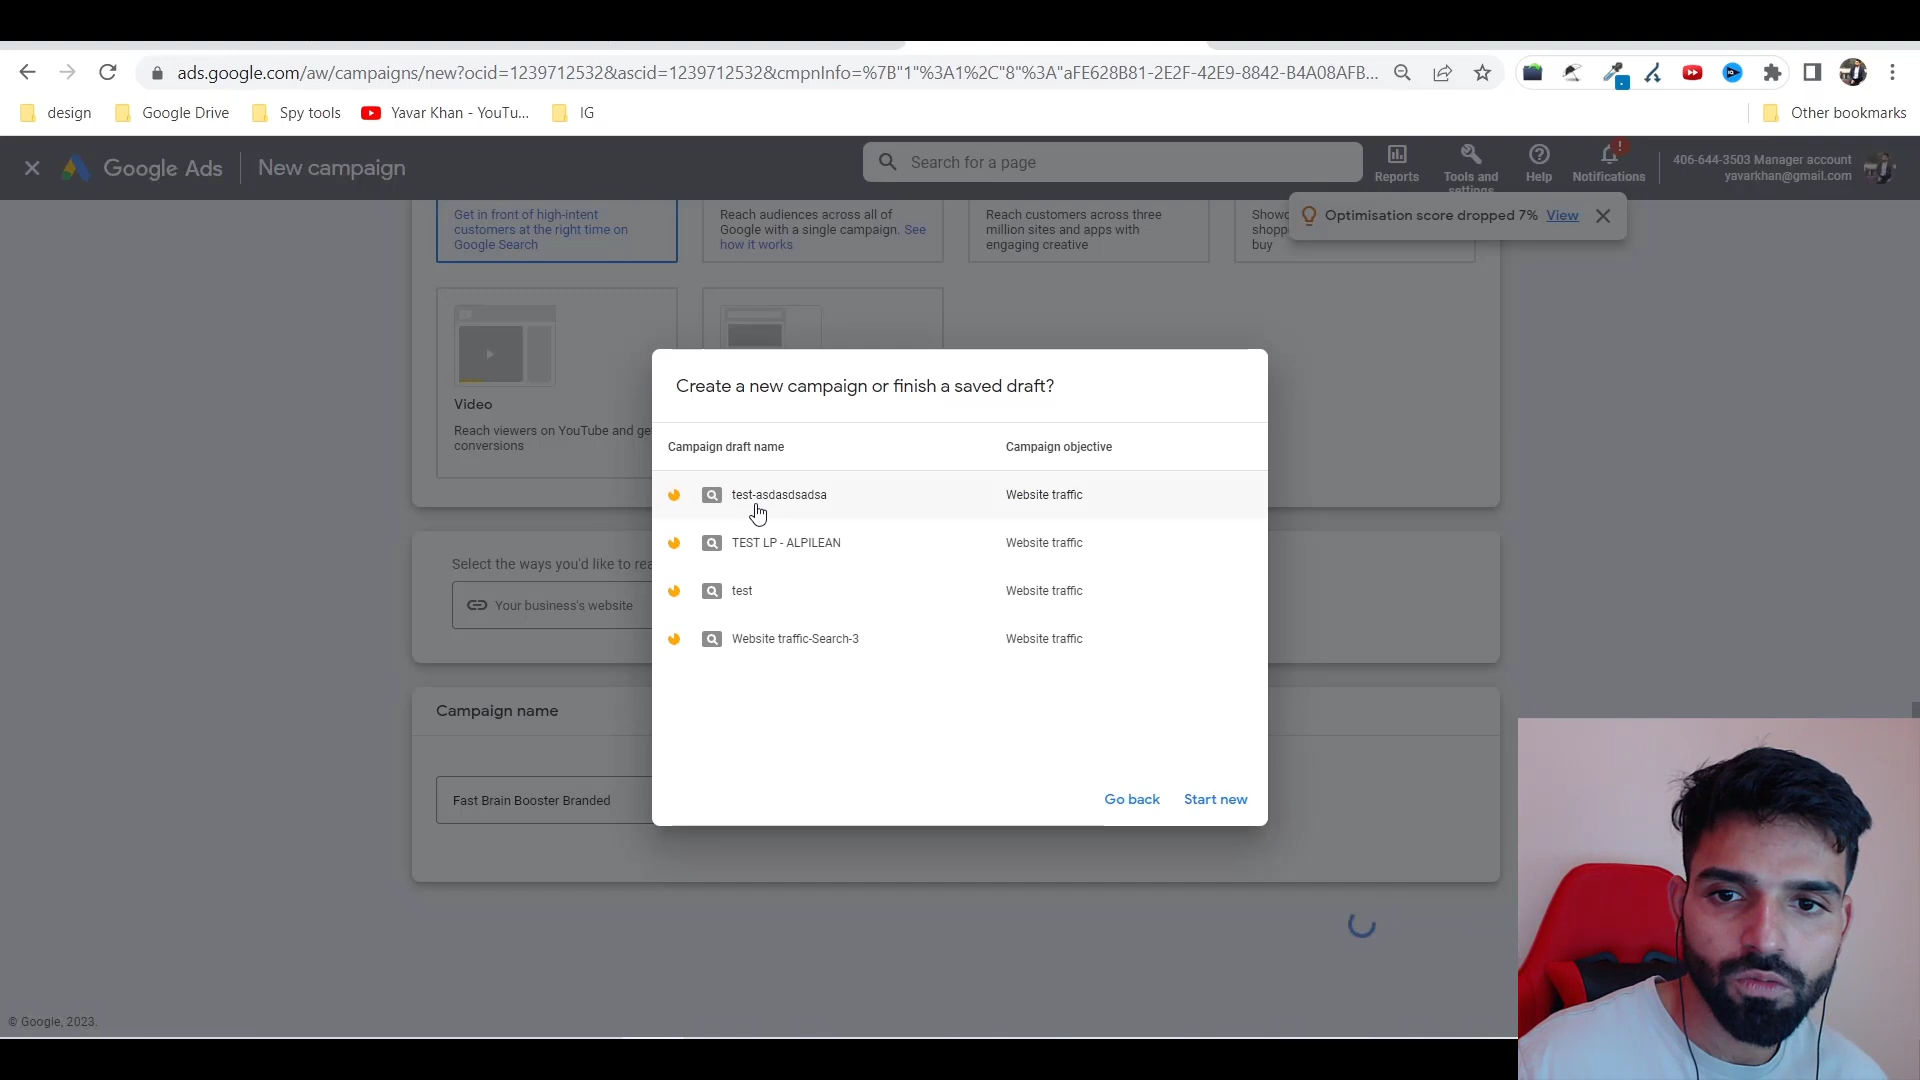 ads.google.com/aw/campaigns/new?ocid=1239712532&ascid=1239712532&cmpnInfo=%7B"1"%3A1%2C"8"%3A"aFE628B81-2E2F-42E9-8842-B4A08AFB...
design
Google Drive
Spy tools
Yavar Khan - YouTu...
IG
Other bookmarks
Google Ads
New campaign
Search for a page
Reports
Tools and
settings
Help
Notifications
406-644-3503 Manager account
yavarkhan@gmail.com
Optimisation score dropped 7% View
Get in front of high-intent
customers at the right time on
Google Search
Reach audiences across all of
Google with a single campaign. See
how it works
Reach customers across three
million sites and apps with
engaging creative
buy
Video
Reach viewers on YouTube and ge
conversions
Create a new campaign or finish a saved draft?
Campaign draft name
Campaign objective
test-asdasdsadsa
Website traffic
TEST LP - ALPILEAN
Website traffic
test
Website traffic
Website traffic-Search-3
Website traffic
Go back
Start new
Select the ways you'd like to rea
Your business's website
Campaign name
Fast Brain Booster Branded
© Google, 2023.